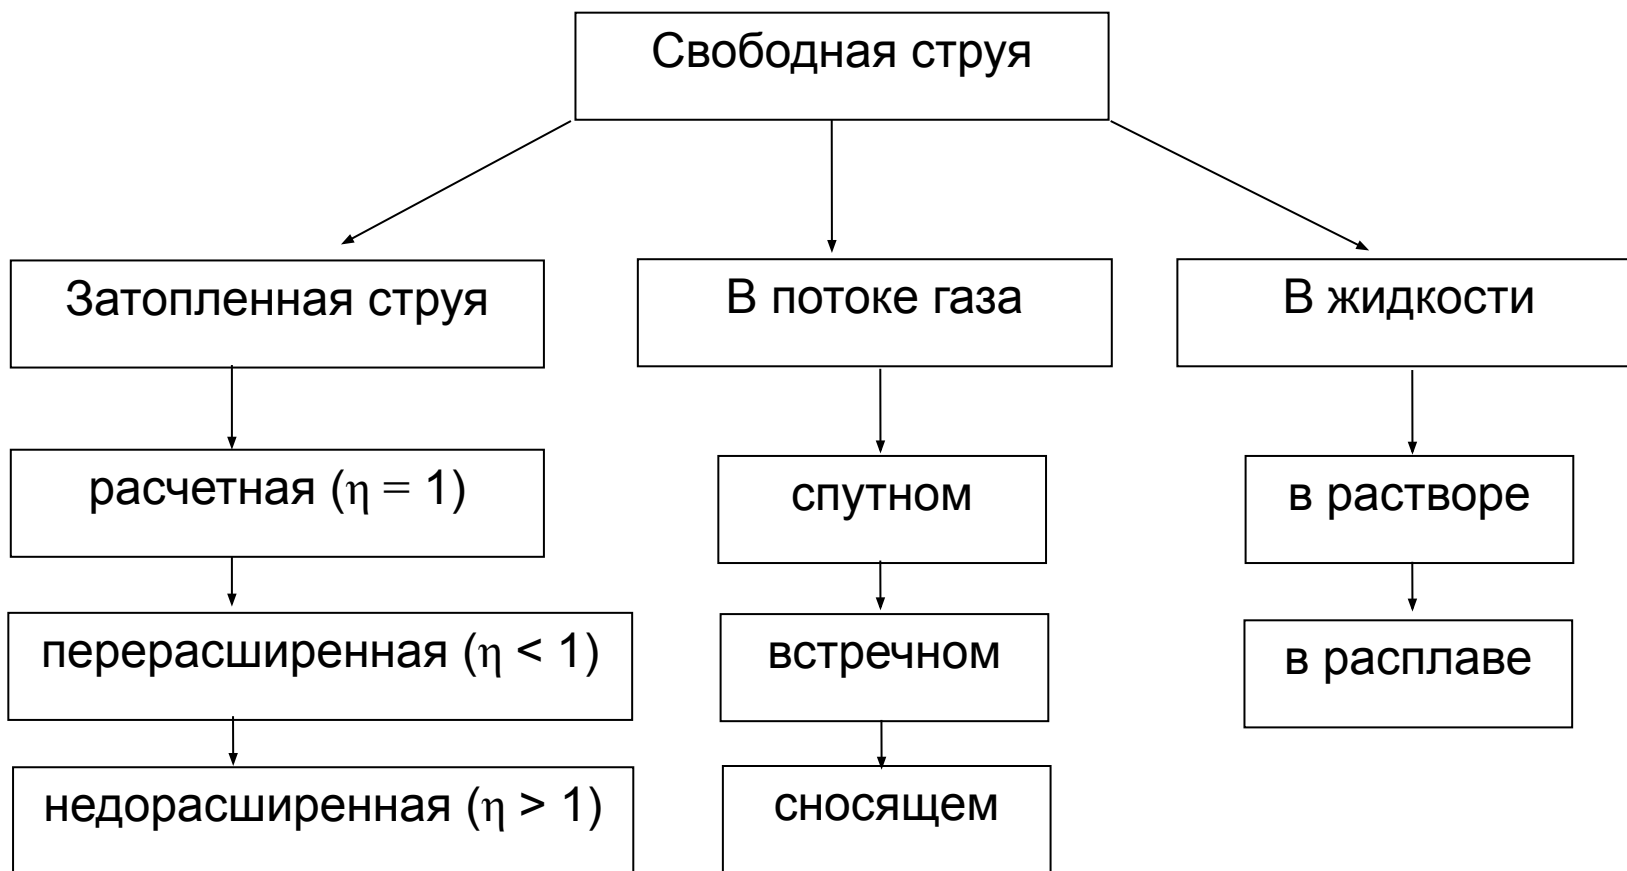 Свободная струя
Затопленная струя
В потоке газа
В жидкости
расчетная (η = 1)
спутном
в растворе
перерасширенная (η < 1)
встречном
в расплаве
недорасширенная (η > 1)
сносящем